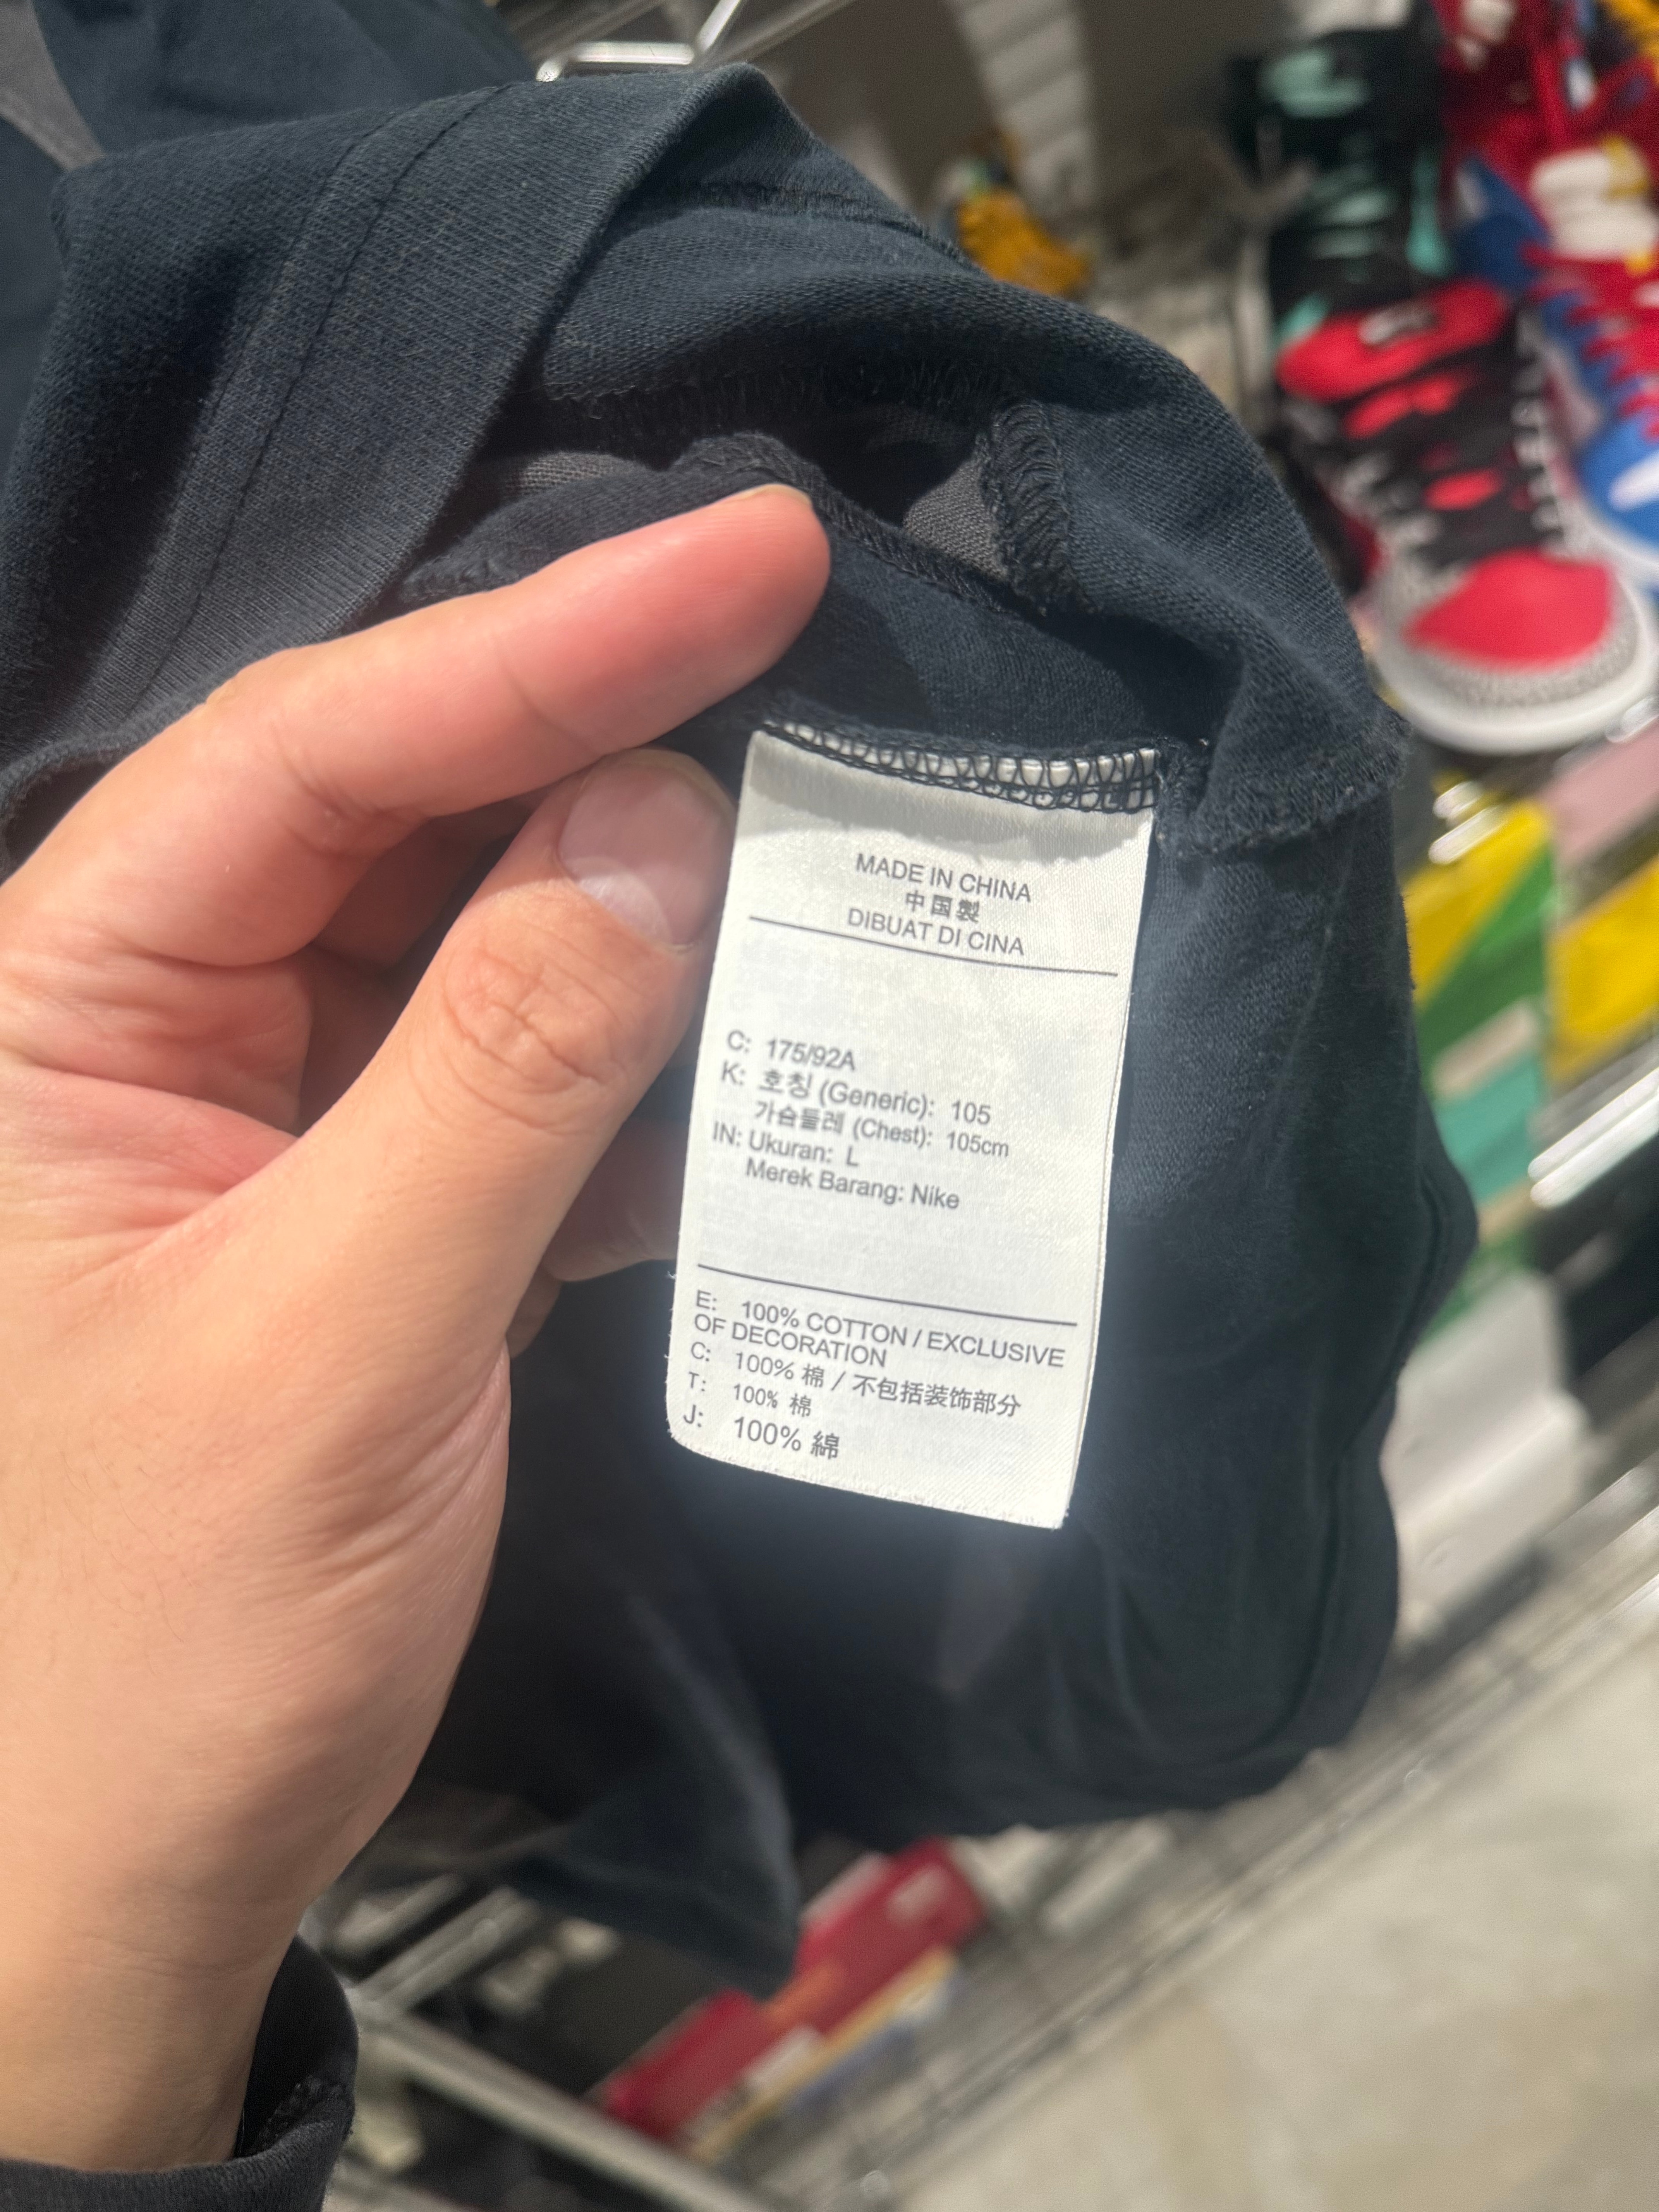 MADE IN CHINA
中国製
DIBUAT DI CINA
C: 175/92A
K: 호칭 (Generic): 105
가슴둘레 (Chest): 105cm
IN: Ukuran: L
Merek Barang: Nike
E: 100% COTTON / EXCLUSIVE
OF DECORATION
C: 100% 棉 / 不包括装饰部分
T: 100% 棉
J: 100% 綿